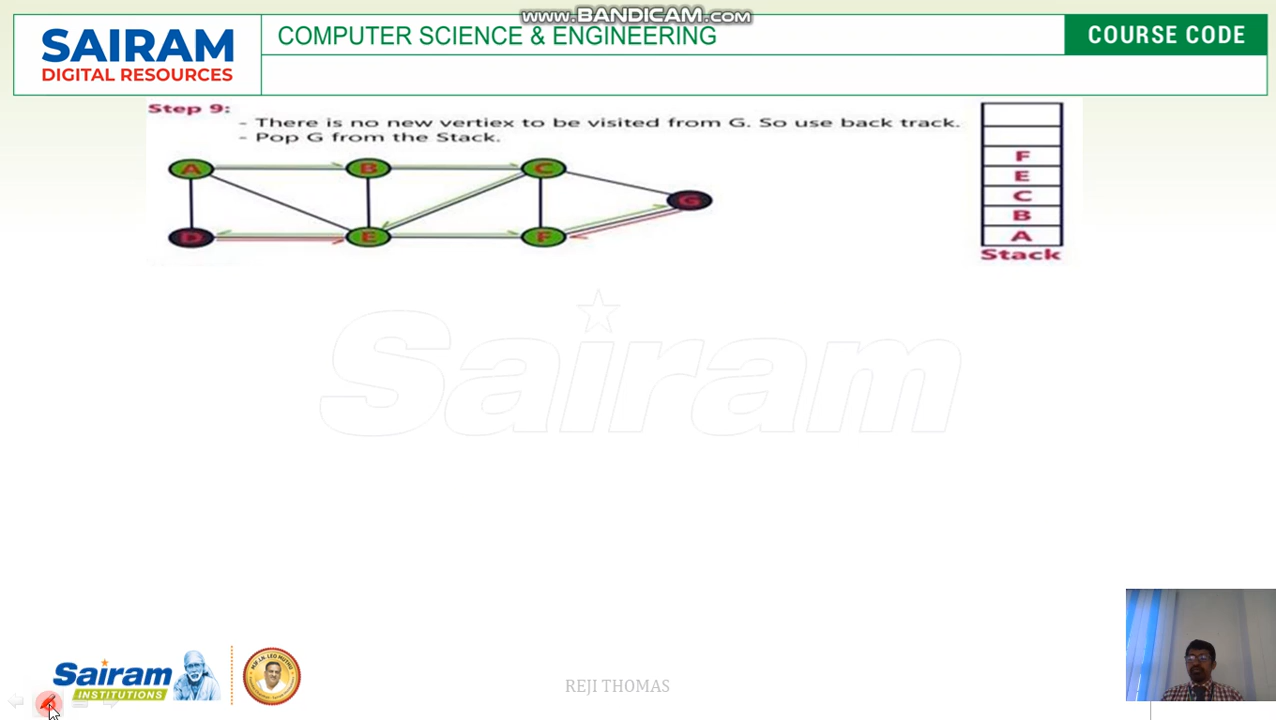 www.BANDICAM.com
SAIRAM
DIGITAL RESOURCES
COMPUTER SCIENCE & ENGINEERING
COURSE CODE
Step 9:
- There is no new vertiex to be visited from G. So use back track.
- Pop G from the Stack.
A B C
G
D E F
F
E
C
B
A
Stack
Sairam
Sairam
INSTITUTIONS
REJI THOMAS